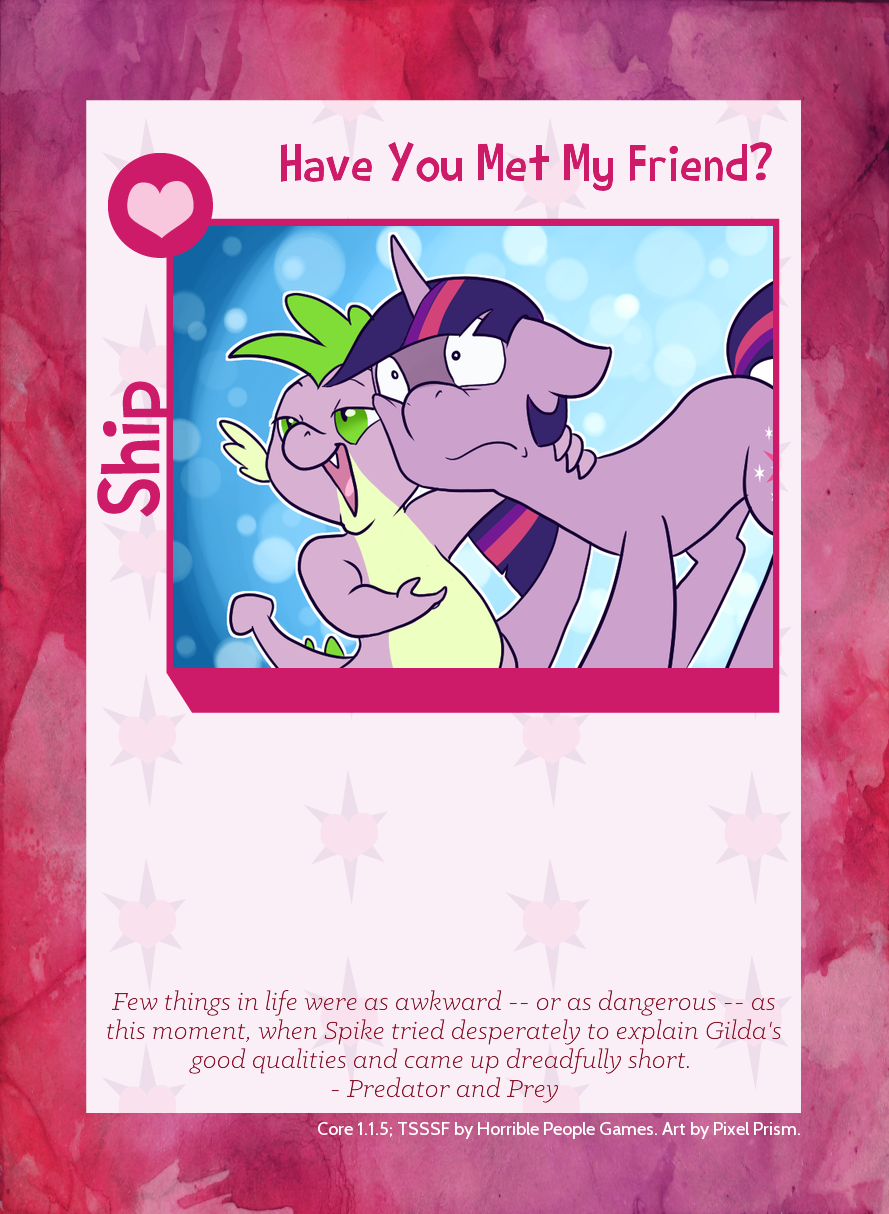 Have You Met My Friend?
Ship
Few things in life were as awkward -- or as dangerous -- as
this moment, when Spike tried desperately to explain Gilda's
good qualities and came up dreadfully short.
- Predator and Prey
Core 1.1.5; TSSSF by Horrible People Games. Art by Pixel Prism.